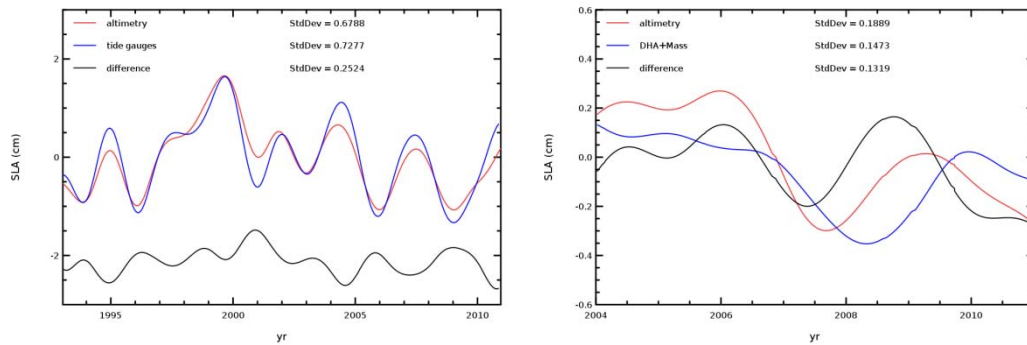 altimetry StdDev = 0.6788
tide gauges StdDev = 0.7277
difference StdDev = 0.2524
SLA (cm)
2
0
-2
1995 2000 2005 2010
yr
0.6
altimetry StdDev = 0.1889
DHA+Mass StdDev = 0.1473
difference StdDev = 0.1319
0.4
0.2
SLA (cm)
0.0
-0.2
-0.4
-0.6
2004 2006 2008 2010
yr